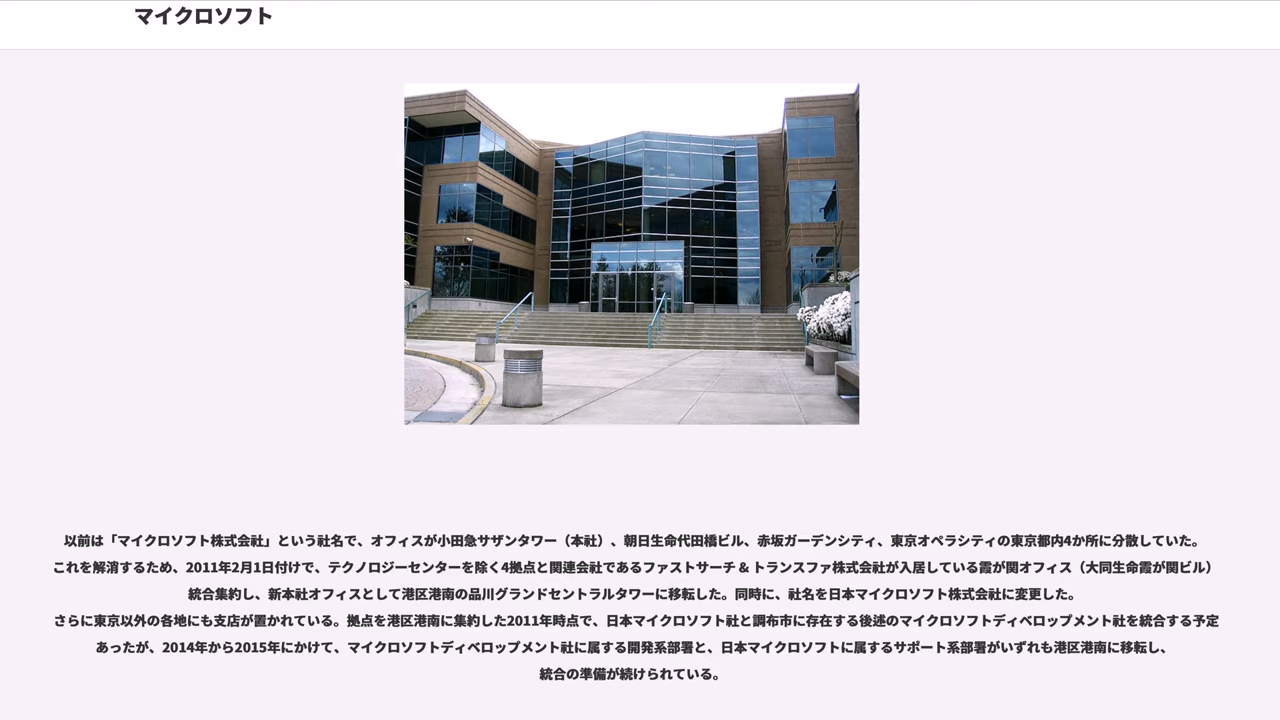 マイクロソフト
以前は「マイクロソフト株式会社」という社名で、オフィスが小田急サザンタワー（本社）、朝日生命代田橋ビル、赤坂ガーデンシティ、東京オペラシティの東京都内4か所に分散していた。
これを解消するため、2011年2月1日付けで、テクノロジーセンターを除く4拠点と関連会社であるファストサーチ & トランスファ株式会社が入居している霞が関オフィス（大同生命霞が関ビル）
統合集約し、新本社オフィスとして港区港南の品川グランドセントラルタワーに移転した。同時に、社名を日本マイクロソフト株式会社に変更した。
さらに東京以外の各地にも支店が置かれている。拠点を港区港南に集約した2011年時点で、日本マイクロソフト社と調布市に存在する後述のマイクロソフトディベロップメント社を統合する予定
あったが、2014年から2015年にかけて、マイクロソフトディベロップメント社に属する開発系部署と、日本マイクロソフトに属するサポート系部署がいずれも港区港南に移転し、
統合の準備が続けられている。